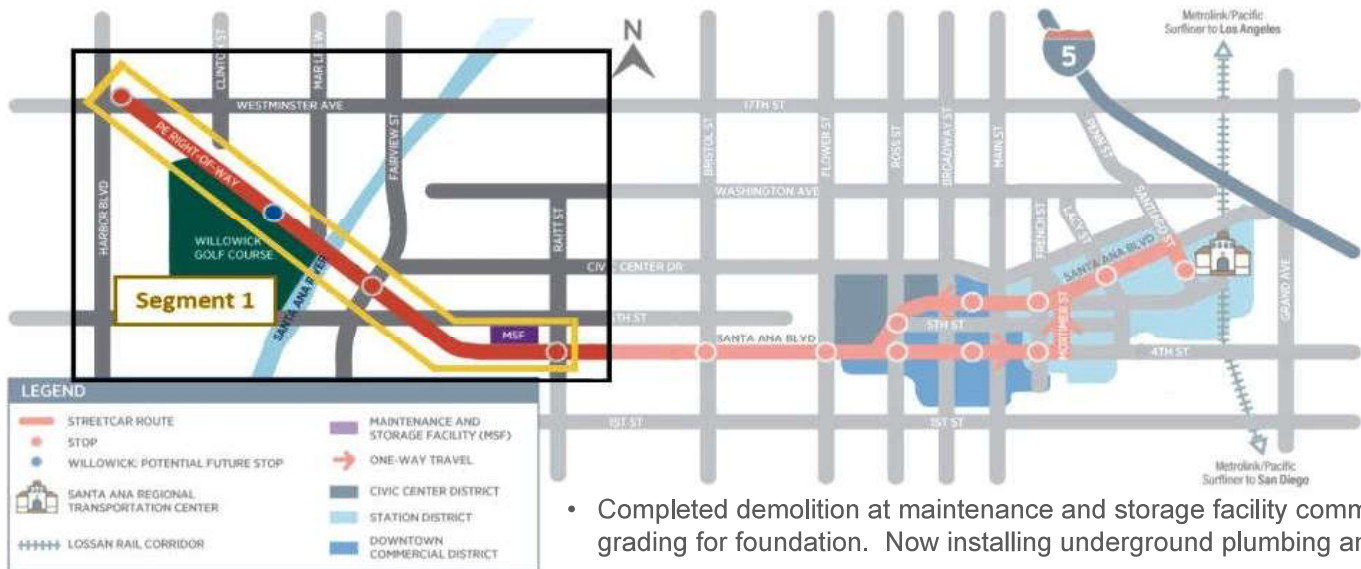 Metrolink/Pacific
Surfliner to Los Angeles
N
5
CLINTON ST
WESTMINSTER AVE
17TH ST
PE RIGHT-OF-WAY
FAIRVIEW ST
BRISTOL ST
FLOWER ST
ROSS ST
BROADWAY ST
MAIN ST
PENN ST
WASHINGTON AVE
HARBOR BLVD
RAITT ST
FRENCH ST
LACY ST
SANTIAGO ST
WILLOWICK
GOLF COURSE
SANTA ANA RIVER
CIVIC CENTER DR
SANTA ANA BLVD
GRAND AVE
Segment 1
5TH ST
MORTIMER ST
MSF
SANTA ANA BLVD
4TH ST
1ST ST
1ST ST
Metrolink/Pacific
Surfliner to San Diego
LEGEND
STREETCAR ROUTE
STOP
WILLOWICK: POTENTIAL FUTURE STOP
SANTA ANA REGIONAL
TRANSPORTATION CENTER
LOSSAN RAIL CORRIDOR
MAINTENANCE AND
STORAGE FACILITY (MSF)
ONE-WAY TRAVEL
CIVIC CENTER DISTRICT
STATION DISTRICT
DOWNTOWN
COMMERCIAL DISTRICT
• Completed demolition at maintenance and storage facility comm
grading for foundation. Now installing underground plumbing an